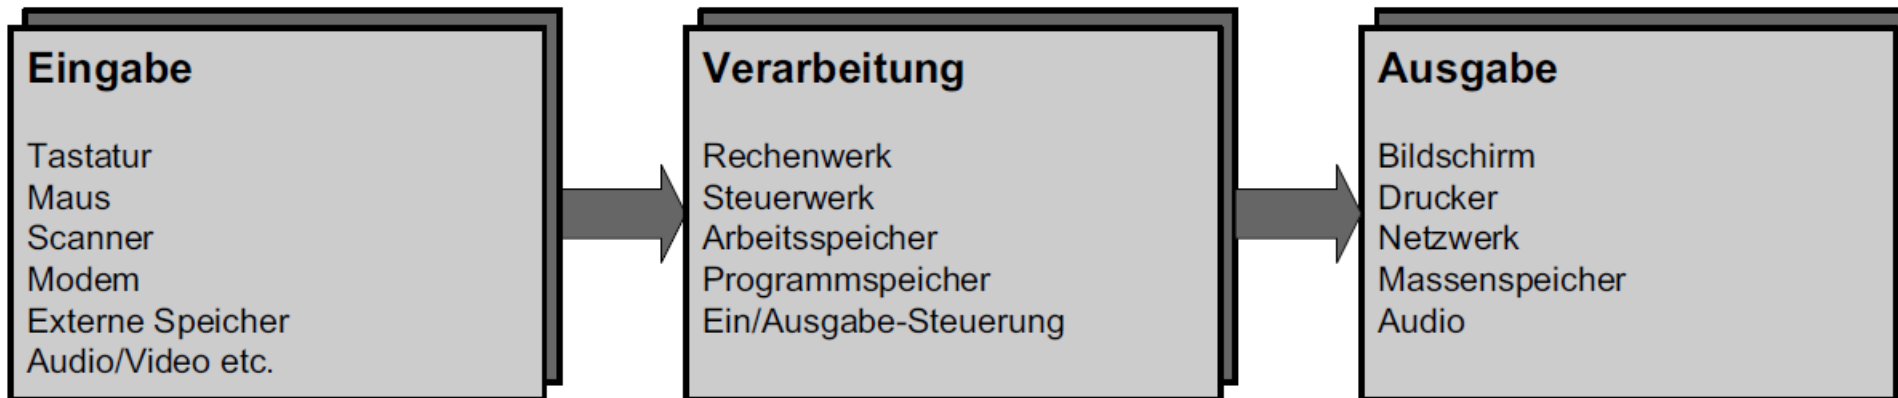 Eingabe
Tastatur
Maus
Scanner
Modem
Externe Speicher
Audio/Video etc.
Verarbeitung
Rechenwerk
Steuerwerk
Arbeitsspeicher
Programmspeicher
Ein/Ausgabe-Steuerung
Ausgabe
Bildschirm
Drucker
Netzwerk
Massenspeicher
Audio